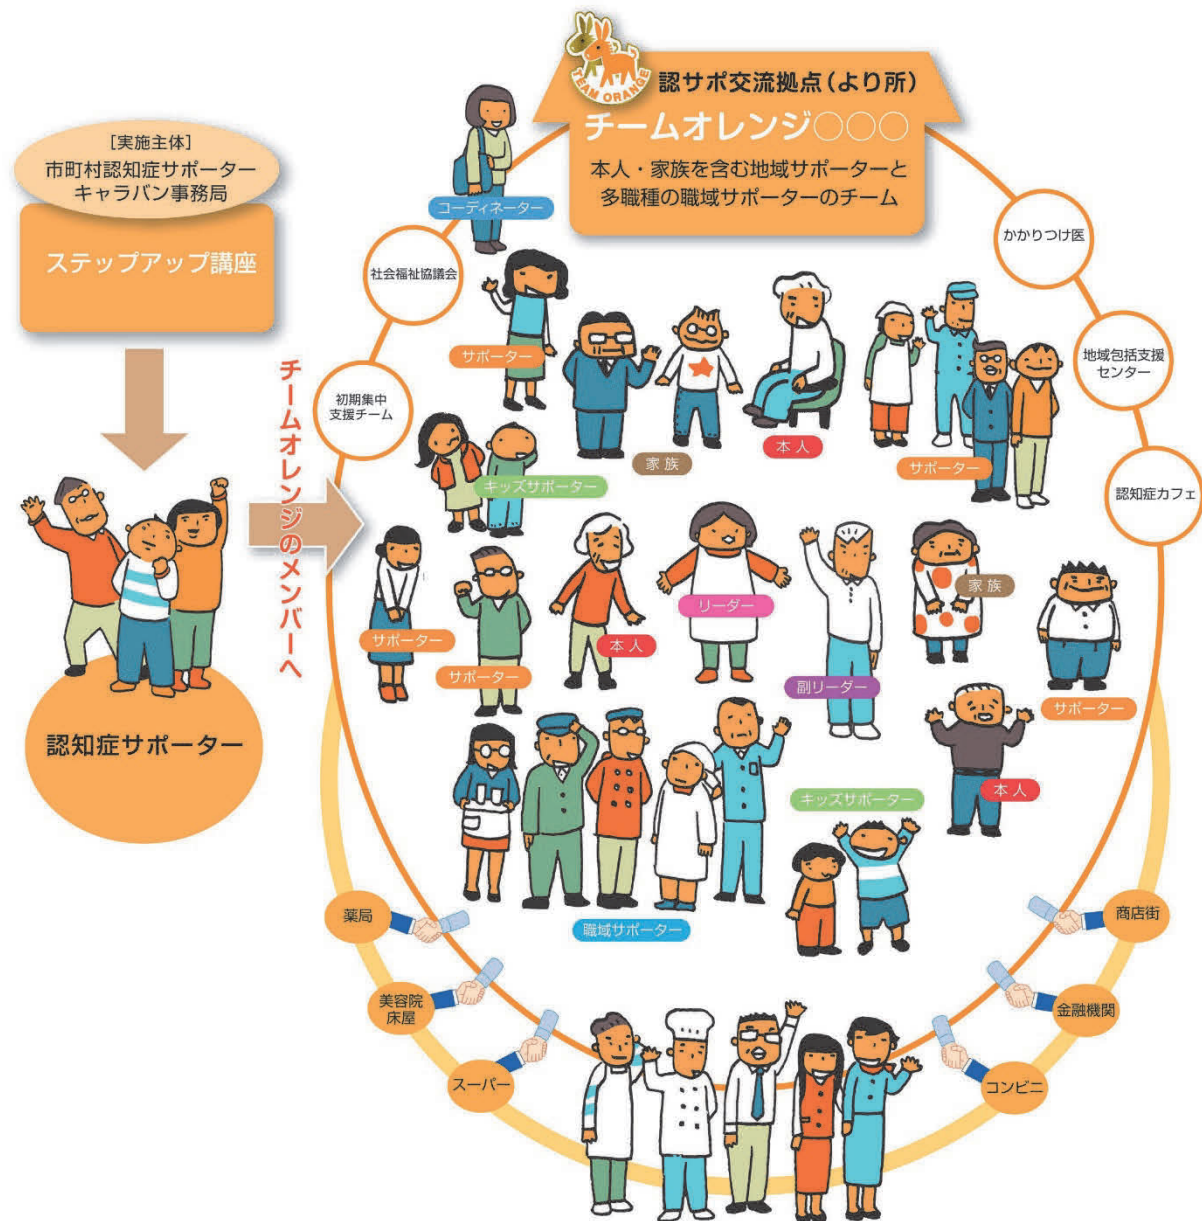 TEAM ORANGE
認サポ交流拠点（より所）
チームオレンジ○○○
本人・家族を含む地域サポーターと
多職種の職域サポーターのチーム
［実施主体］
市町村認知症サポーター
キャラバン事務局
ステップアップ講座
チームオレンジのメンバーへ
認知症サポーター
コーディネーター
社会福祉協議会
初期集中
支援チーム
かかりつけ医
地域包括支援
センター
認知症カフェ
サポーター
家族
本人
サポーター
キッズサポーター
サポーター
サポーター
本人
リーダー
副リーダー
家族
サポーター
本人
キッズサポーター
職域サポーター
薬局
美容院
床屋
スーパー
商店街
金融機関
コンビニ